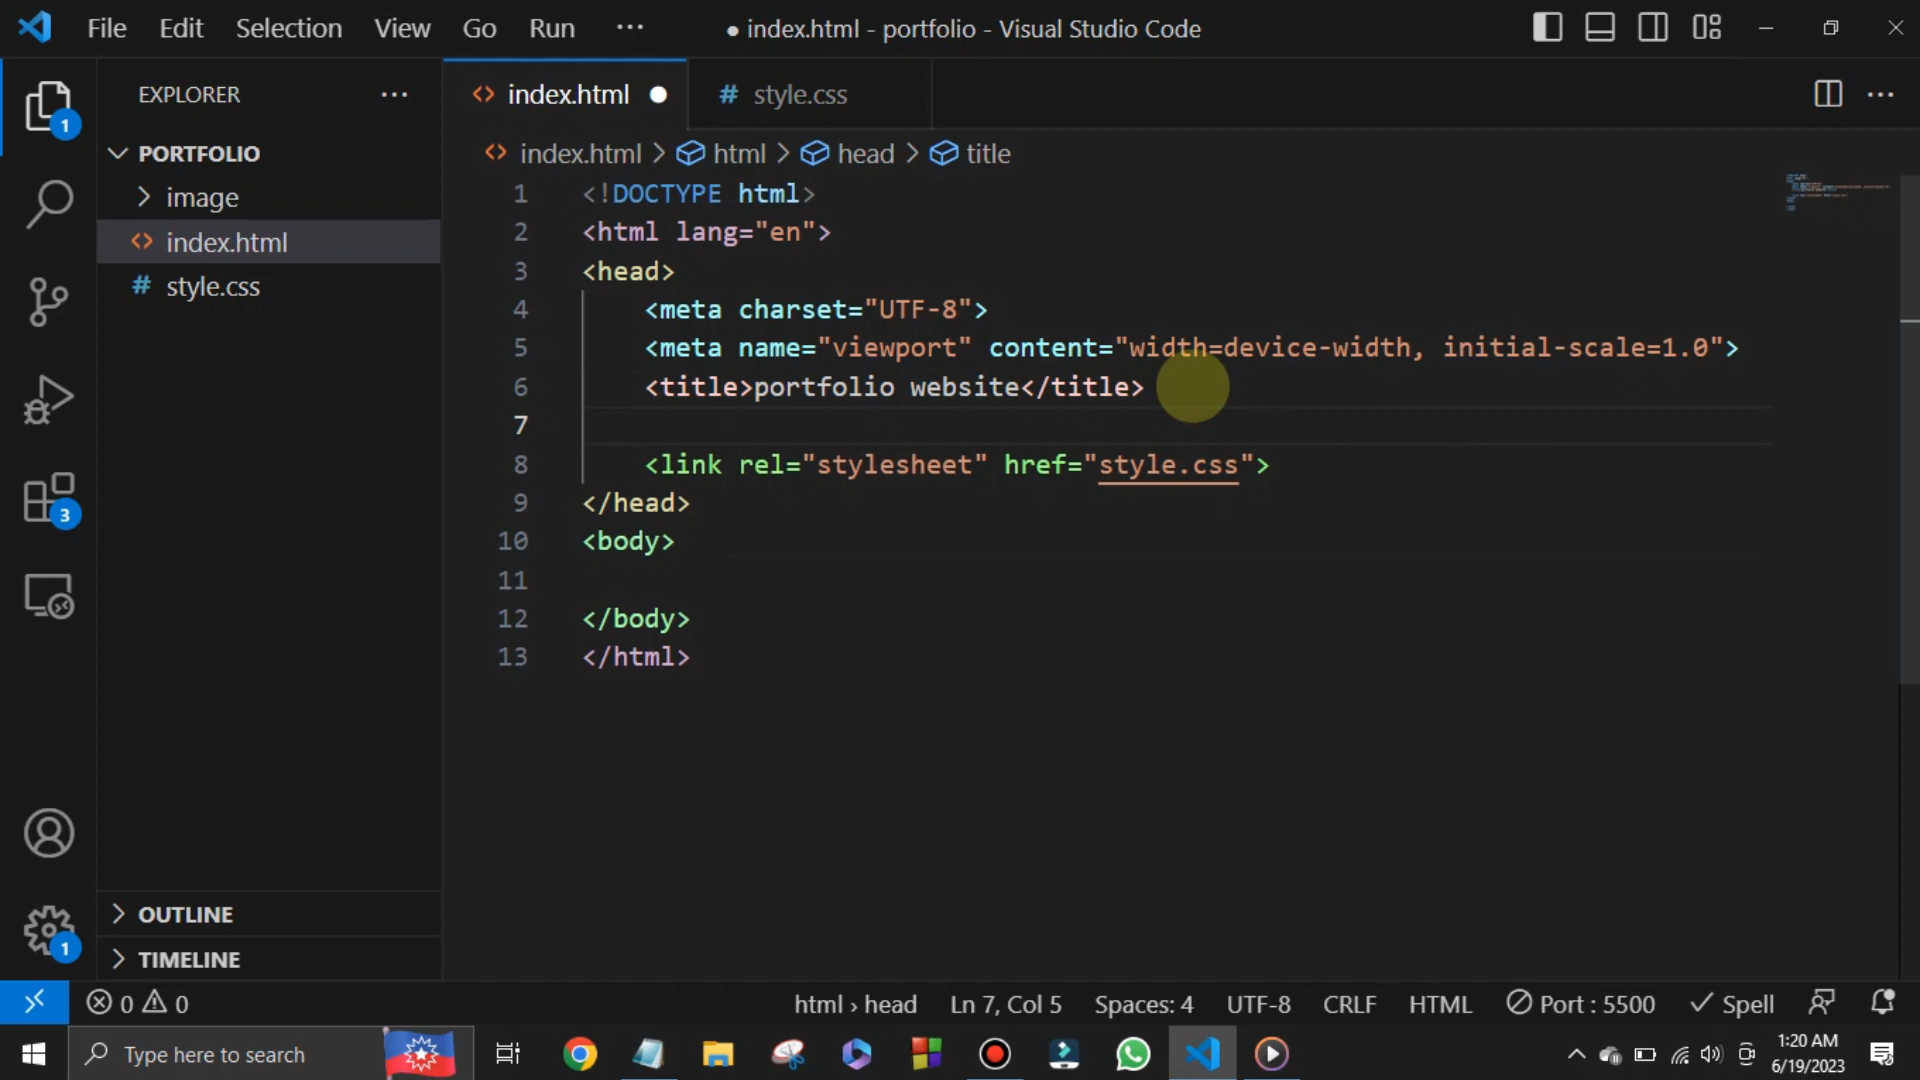 File Edit Selection View Go Run ··· ● index.html - portfolio - Visual Studio Code
EXPLORER ···
index.html ●
# style.css
PORTFOLIO
image
index.html
# style.css
index.html > html > head > title
1 <!DOCTYPE html>
2 <html lang="en">
3 <head>
4 <meta charset="UTF-8">
5 <meta name="viewport" content="width=device-width, initial-scale=1.0">
6 <title>portfolio website</title>
7
8 <link rel="stylesheet" href="style.css">
9 </head>
10 <body>
11
12 </body>
13 </html>
1
3
1
OUTLINE
TIMELINE
0 0 html › head Ln 7, Col 5 Spaces: 4 UTF-8 CRLF HTML Port : 5500 Spell
Type here to search
1:20 AM
6/19/2023